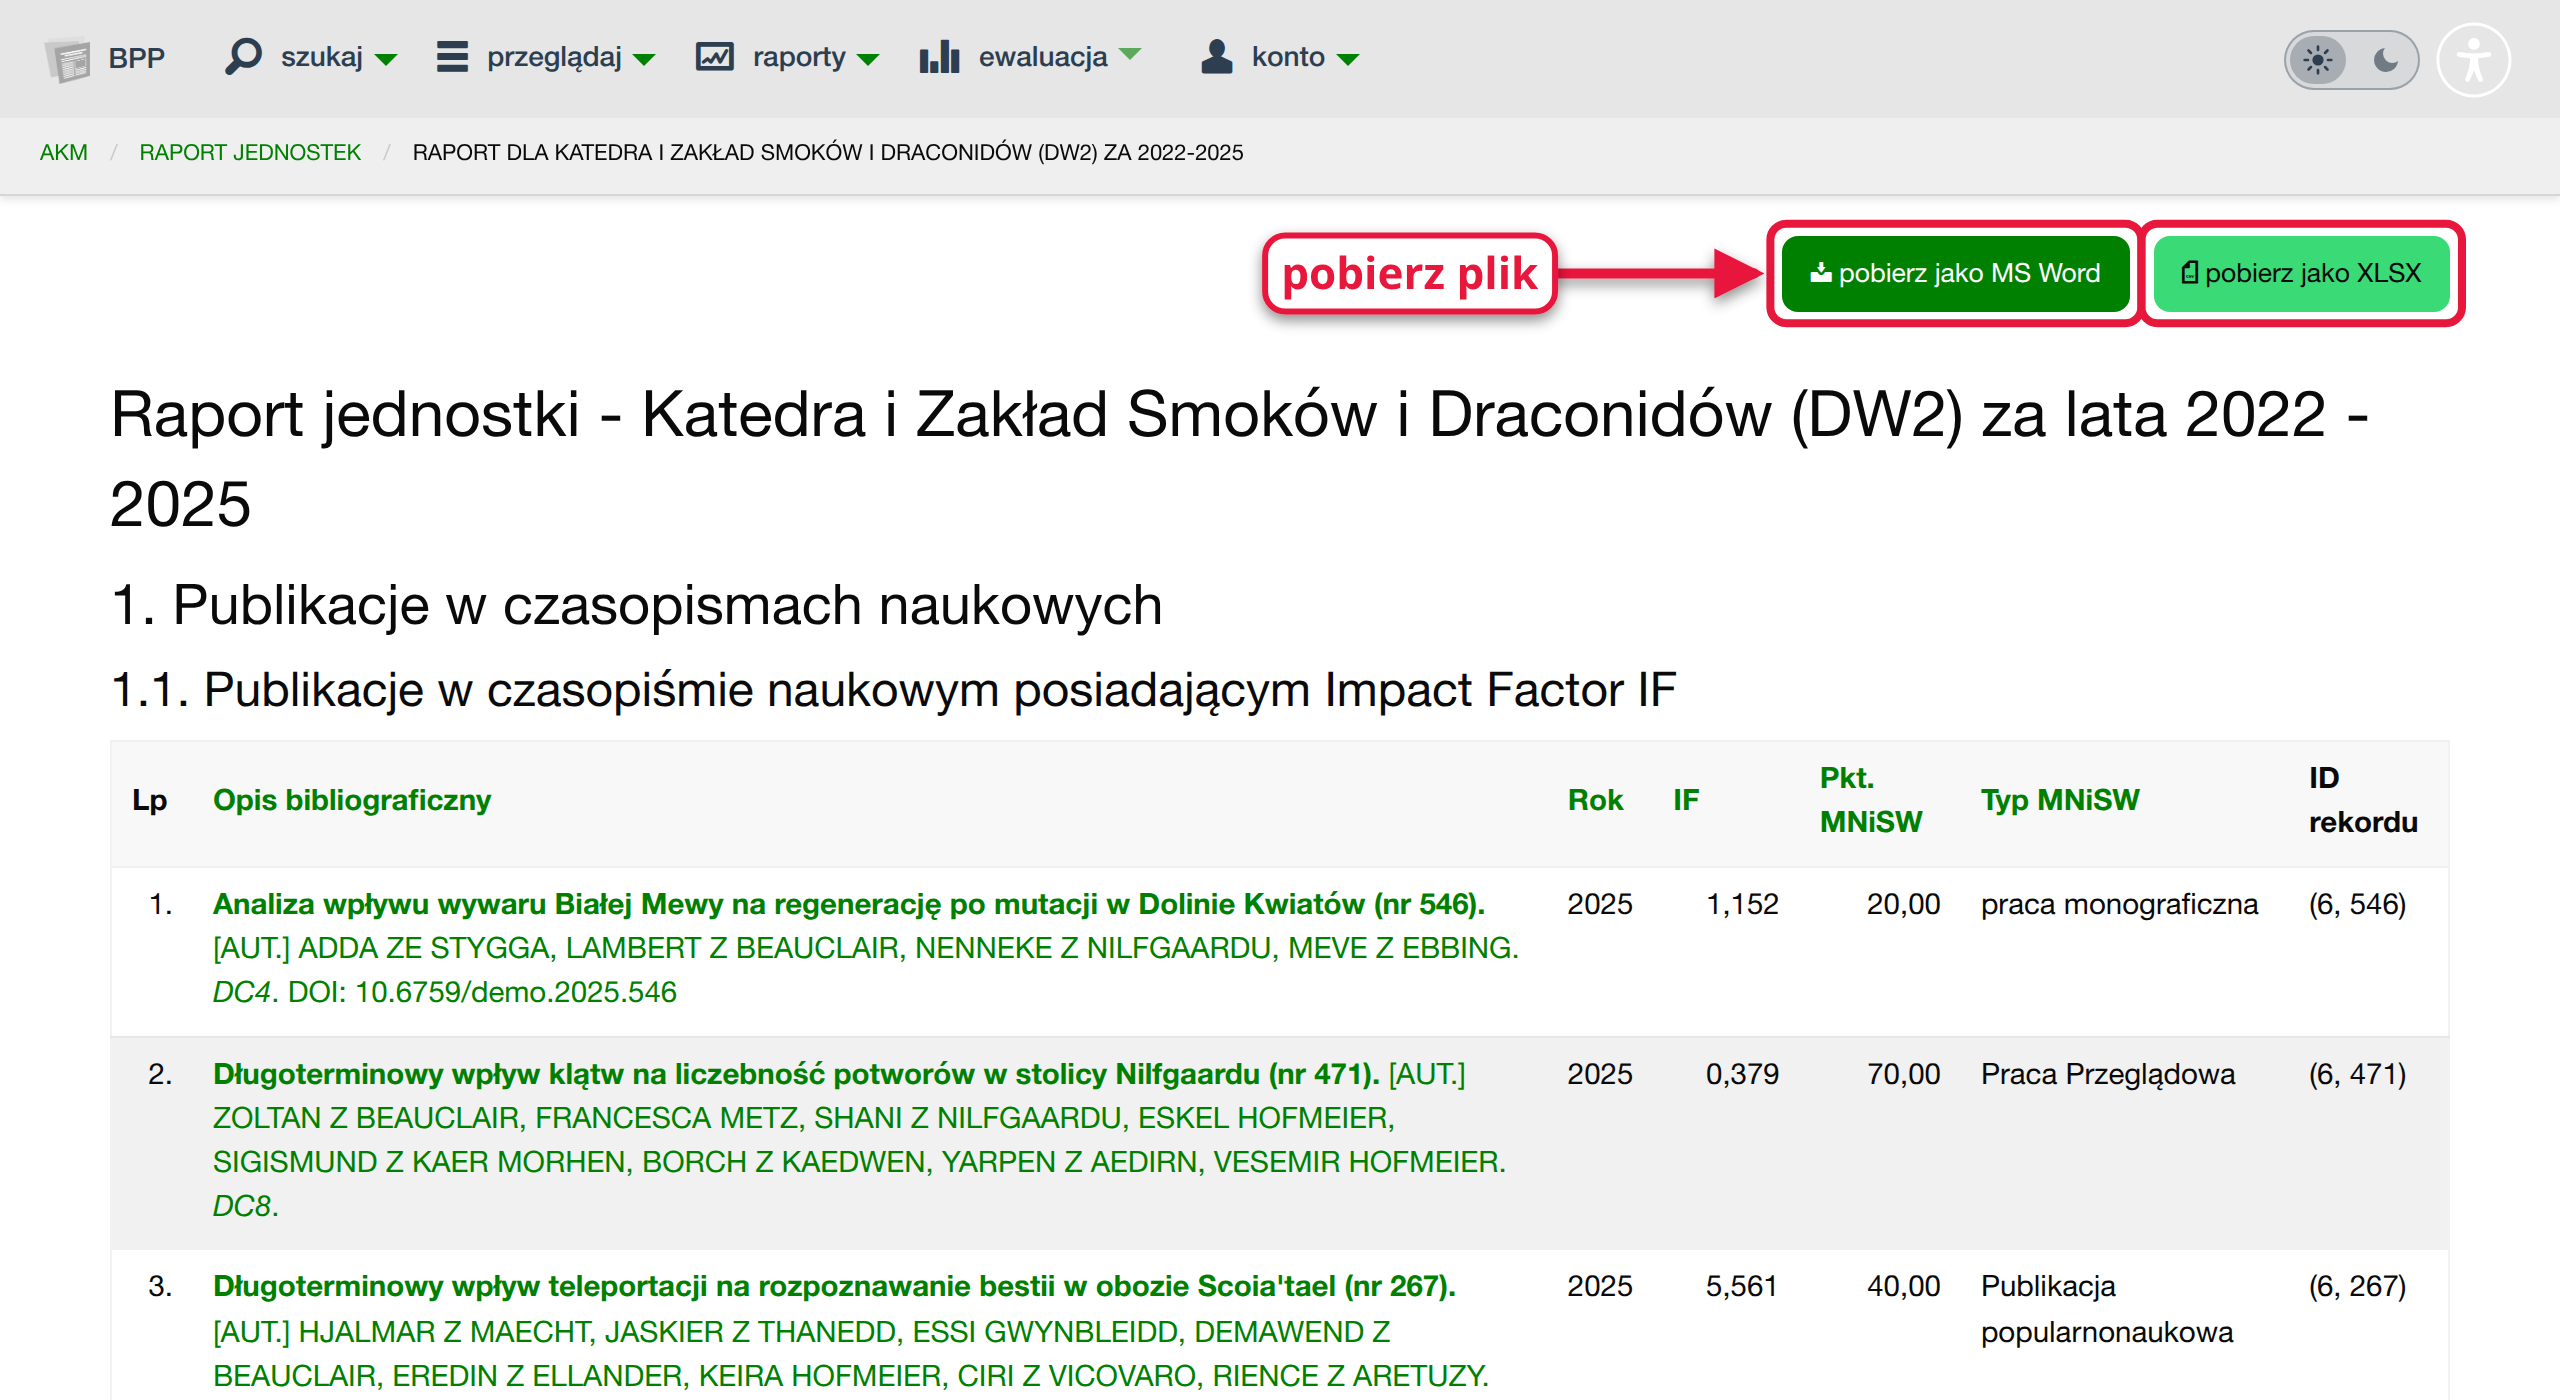 BPP szukaj przeglądaj raporty ewaluacja konto
AKM / RAPORT JEDNOSTEK / RAPORT DLA KATEDRA I ZAKŁAD SMOKÓW I DRACONIDÓW (DW2) ZA 2022-2025
pobierz plik pobierz jako MS Word pobierz jako XLSX
Raport jednostki - Katedra i Zakład Smoków i Draconidów (DW2) za lata 2022 -
2025
1. Publikacje w czasopismach naukowych
1.1. Publikacje w czasopiśmie naukowym posiadającym Impact Factor IF
Lp Opis bibliograficzny Rok IF Pkt. MNiSW Typ MNiSW ID rekordu
1. Analiza wpływu wywaru Białej Mewy na regenerację po mutacji w Dolinie Kwiatów (nr 546). 2025 1,152 20,00 praca monograficzna (6, 546)
[AUT.] ADDA ZE STYGGA, LAMBERT Z BEAUCLAIR, NENNEKE Z NILFGAARDU, MEVE Z EBBING.
DC4. DOI: 10.6759/demo.2025.546
2. Długoterminowy wpływ klątw na liczebność potworów w stolicy Nilfgaardu (nr 471). [AUT.] 2025 0,379 70,00 Praca Przeglądowa (6, 471)
ZOLTAN Z BEAUCLAIR, FRANCESCA METZ, SHANI Z NILFGAARDU, ESKEL HOFMEIER,
SIGISMUND Z KAER MORHEN, BORCH Z KAEDWEN, YARPEN Z AEDIRN, VESEMIR HOFMEIER.
DC8.
3. Długoterminowy wpływ teleportacji na rozpoznawanie bestii w obozie Scoia'tael (nr 267). 2025 5,561 40,00 Publikacja (6, 267)
[AUT.] HJALMAR Z MAECHT, JASKIER Z THANEDD, ESSI GWYNBLEIDD, DEMAWEND Z popularnonaukowa
BEAUCLAIR, EREDIN Z ELLANDER, KEIRA HOFMEIER, CIRI Z VICOVARO, RIENCE Z ARETUZY.